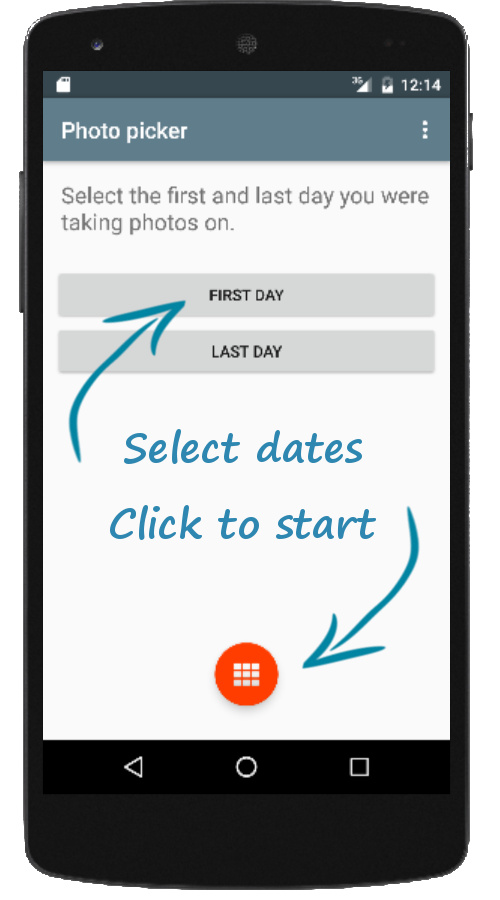 3G 12:14
Photo picker
Select the first and last day you were
taking photos on.
FIRST DAY
LAST DAY
Select dates
Click to start